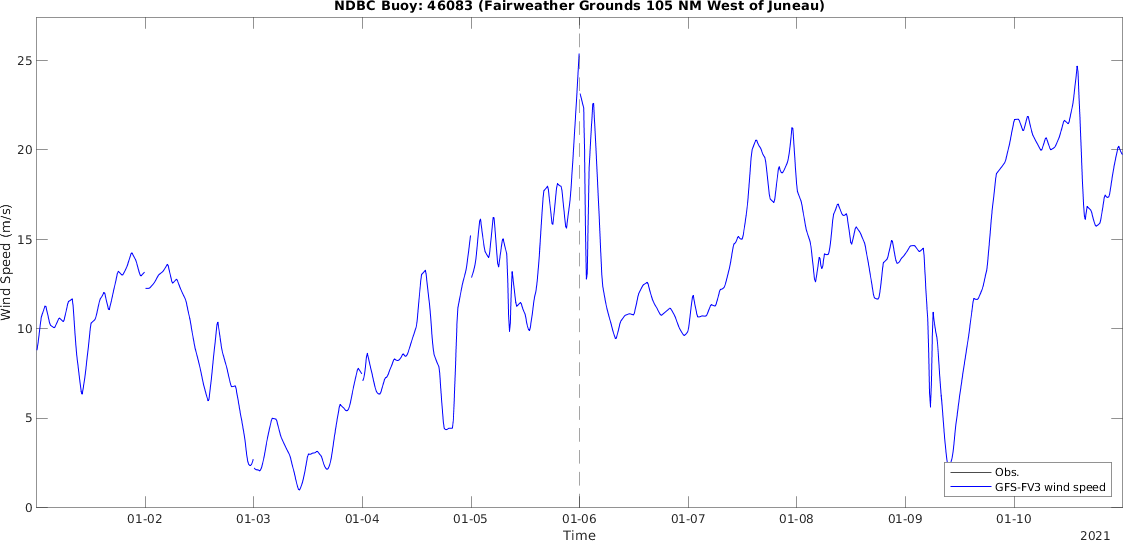 NDBC Buoy: 46083 (Fairweather Grounds 105 NM West of Juneau)
25
20
15
10
5
0
Wind Speed (m/s)
01-02 01-03 01-04 01-05 01-06 01-07 01-08 01-09 01-10
Time
2021
Obs.
GFS-FV3 wind speed